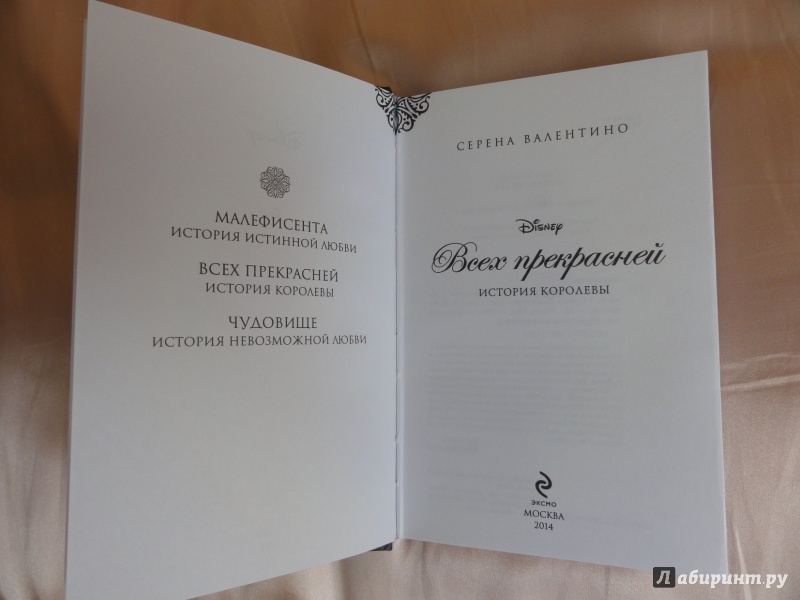 МАЛЕФИСЕНТА
ИСТОРИЯ ИСТИННОЙ ЛЮБВИ
ВСЕХ ПРЕКРАСНЕЙ
ИСТОРИЯ КОРОЛЕВЫ
ЧУДОВИЩЕ
ИСТОРИЯ НЕВОЗМОЖНОЙ ЛЮБВИ
СЕРЕНА ВАЛЕНТИНО
Disney
Всех прекрасней
ИСТОРИЯ КОРОЛЕВЫ
ЭКСМО
МОСКВА
2014
Лабиринт.ру